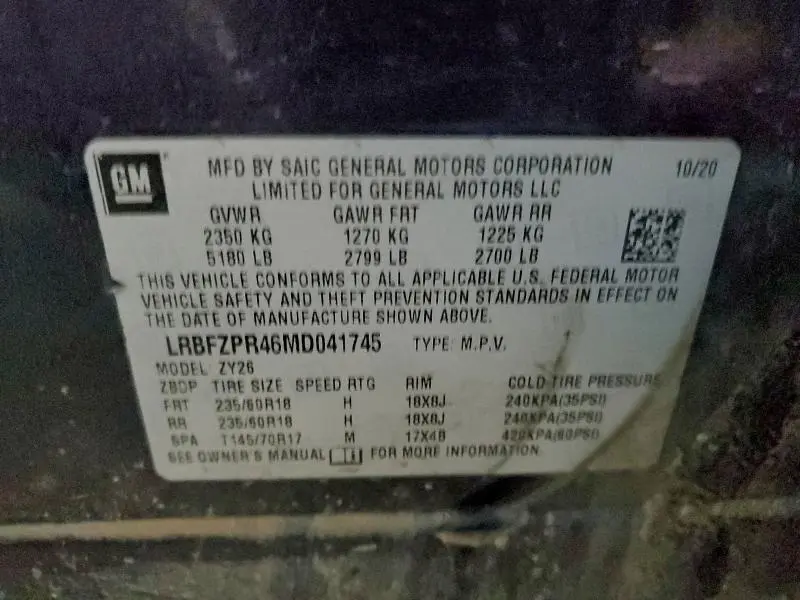 GM
MFD BY SAIC GENERAL MOTORS CORPORATION 10/20
LIMITED FOR GENERAL MOTORS LLC
GVWR GAWR FRT GAWR RR
2350 KG 1270 KG 1225 KG
5180 LB 2799 LB 2700 LB
THIS VEHICLE CONFORMS TO ALL APPLICABLE U.S. FEDERAL MOTOR
VEHICLE SAFETY AND THEFT PREVENTION STANDARDS IN EFFECT ON
THE DATE OF MANUFACTURE SHOWN ABOVE.
LRBFZPR46MD041745 TYPE: M.P.V.
MODEL: ZY26
ZBDP TIRE SIZE SPEED RTG RIM COLD TIRE PRESSURE
FRT 235/60R18 H 18X8J 240KPA(35PSI)
RR 235/60R18 H 18X8J 240KPA(35PSI)
SPA T145/70R17 M 17X4B 420KPA(60PSI)
SEE OWNER'S MANUAL FOR MORE INFORMATION